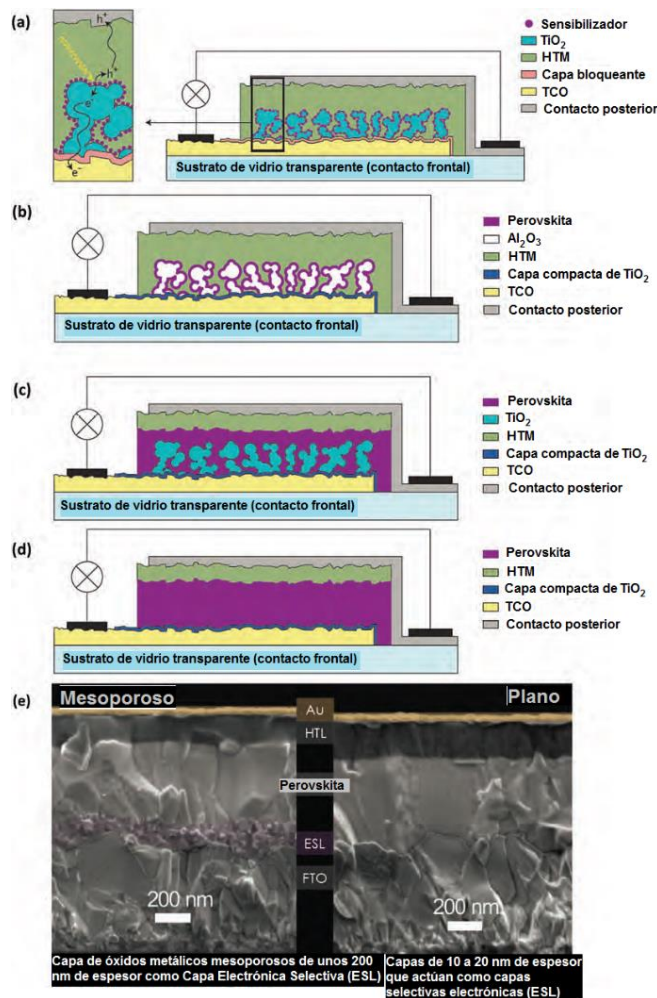 (a)
h⁺
h⁺
e⁻
e⁻
Sensibilizador
TiO₂
HTM
Capa bloqueante
TCO
Contacto posterior
Sustrato de vidrio transparente (contacto frontal)
(b)
Perovskita
Al₂O₃
HTM
Capa compacta de TiO₂
TCO
Contacto posterior
Sustrato de vidrio transparente (contacto frontal)
(c)
Perovskita
TiO₂
HTM
Capa compacta de TiO₂
TCO
Contacto posterior
Sustrato de vidrio transparente (contacto frontal)
(d)
Perovskita
HTM
Capa compacta de TiO₂
TCO
Contacto posterior
Sustrato de vidrio transparente (contacto frontal)
(e)
Mesoporoso
Plano
Au
HTL
Perovskita
ESL
FTO
200 nm
200 nm
Capa de óxidos metálicos mesoporosos de unos 200
nm de espesor como Capa Electrónica Selectiva (ESL)
Capas de 10 a 20 nm de espesor
que actúan como capas
selectivas electrónicas (ESL)